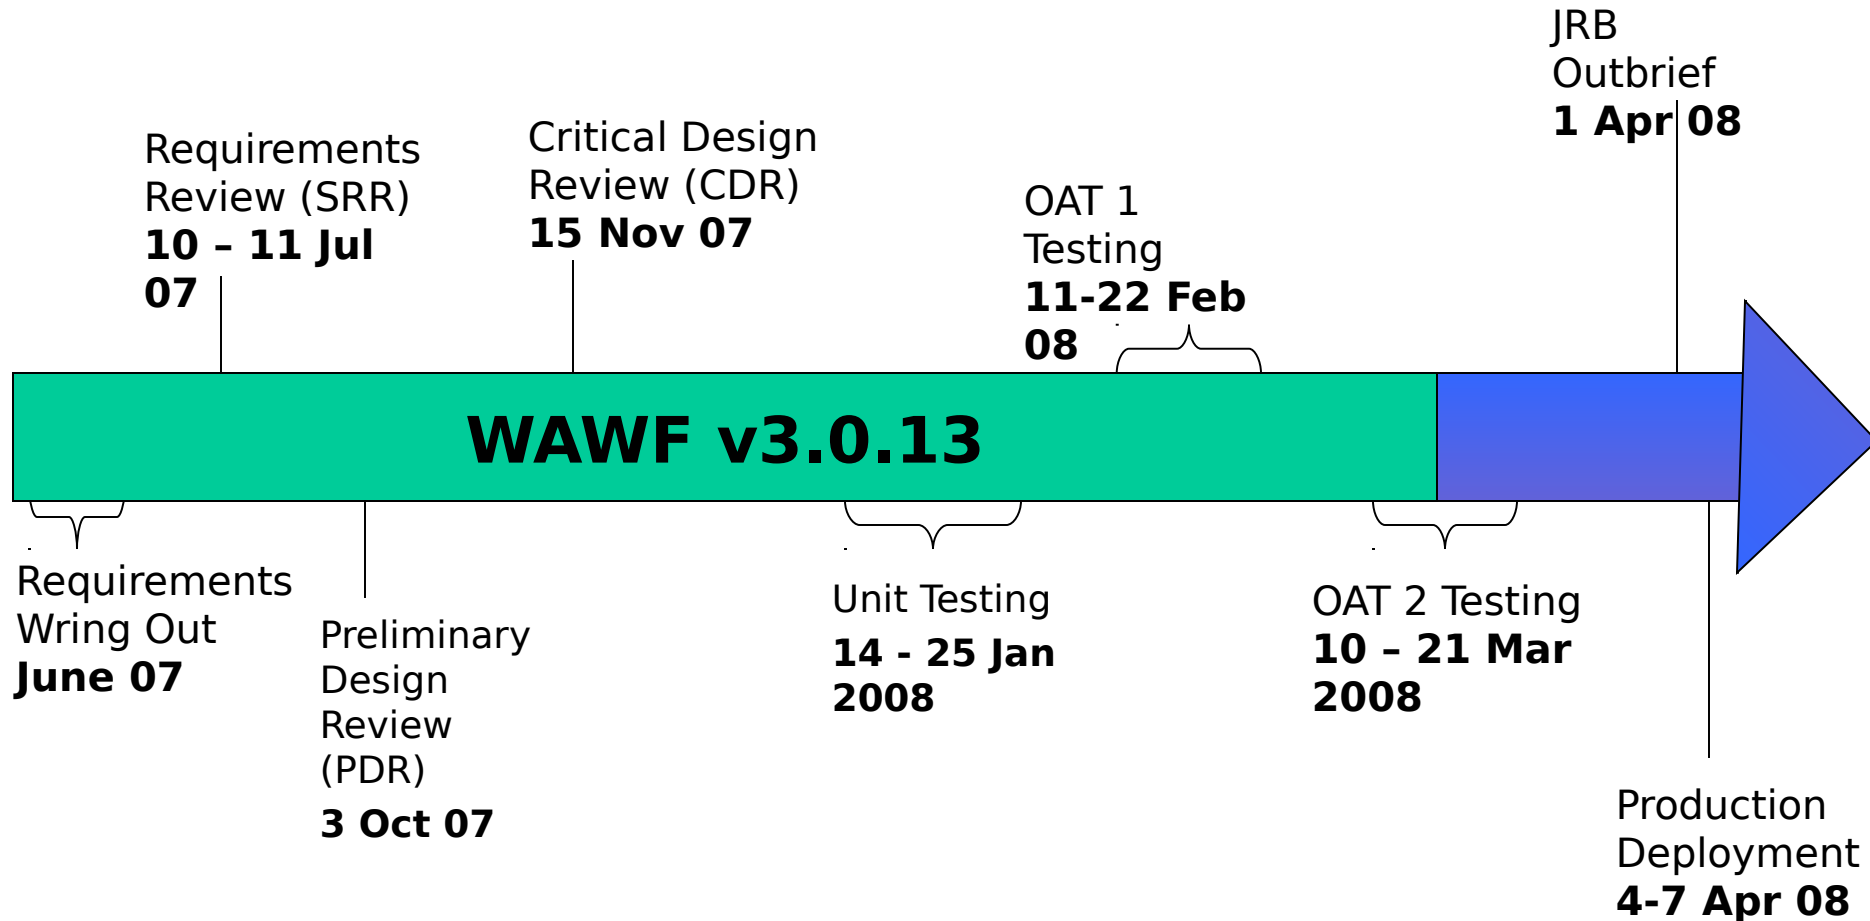 JRB
Outbrief
1 Apr 08
Requirements
Review (SRR)
10 – 11 Jul
07
Critical Design
Review (CDR)
15 Nov 07
OAT 1
Testing
11-22 Feb
08
WAWF v3.0.13
Requirements
Wring Out
June 07
Preliminary
Design
Review
(PDR)
3 Oct 07
Unit Testing
14 - 25 Jan
2008
OAT 2 Testing
10 – 21 Mar
2008
Production
Deployment
4-7 Apr 08